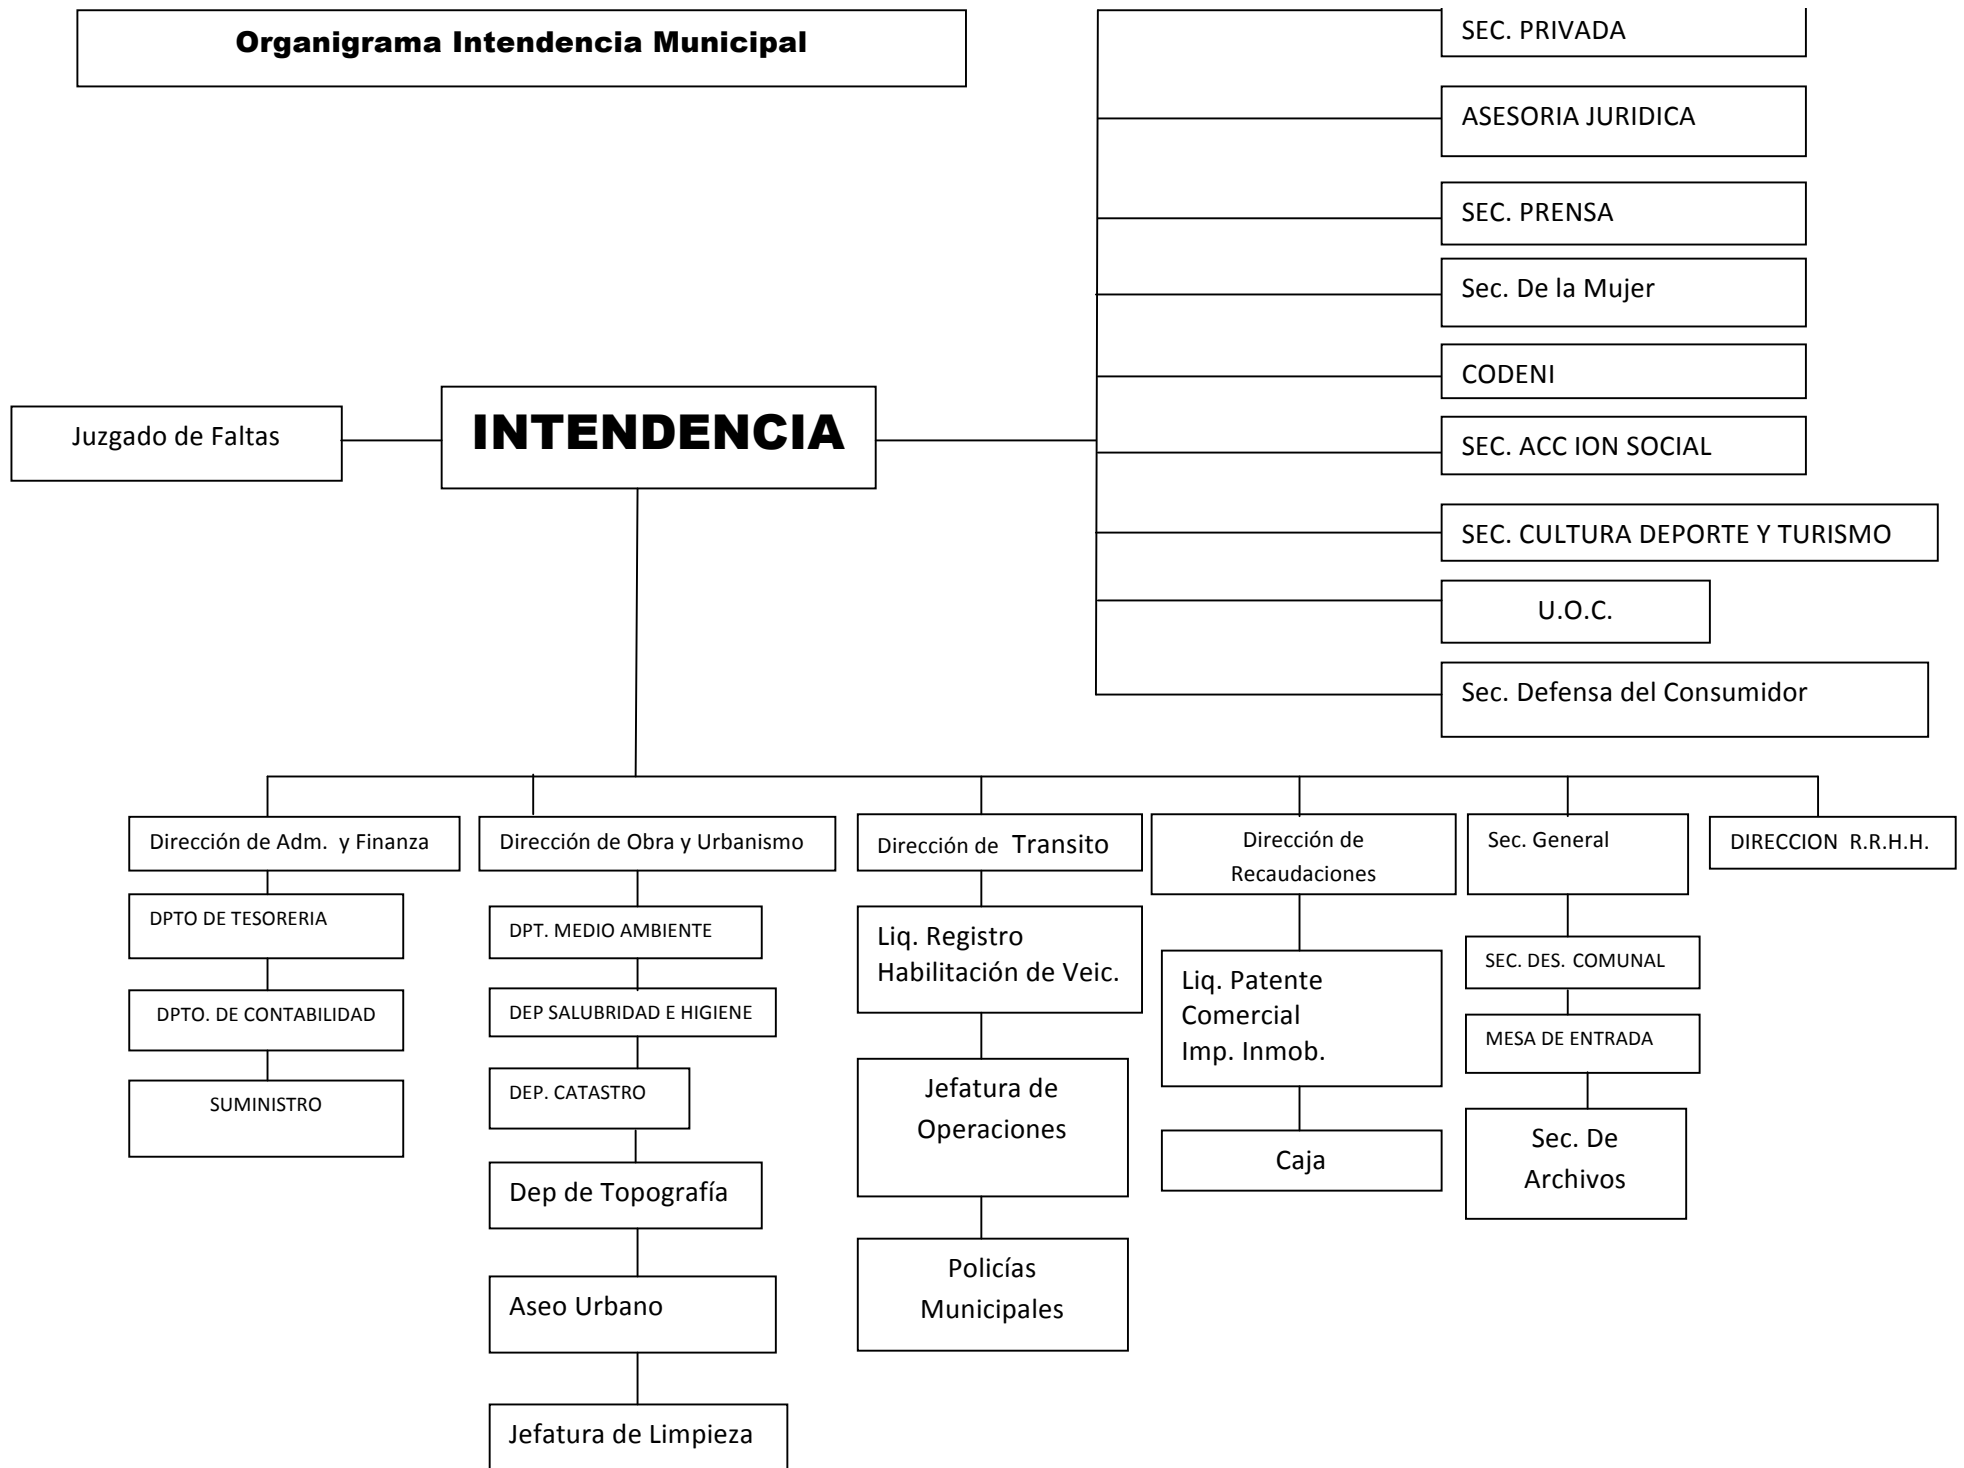 Organigrama Intendencia Municipal
SEC. PRIVADA
ASESORIA JURIDICA
SEC. PRENSA
Sec. De la Mujer
CODENI
SEC. ACC ION SOCIAL
SEC. CULTURA DEPORTE Y TURISMO
U.O.C.
Sec. Defensa del Consumidor
Juzgado de Faltas
INTENDENCIA
Dirección de Adm. y Finanza
DPTO DE TESORERIA
DPTO. DE CONTABILIDAD
SUMINISTRO
Dirección de Obra y Urbanismo
DPT. MEDIO AMBIENTE
DEP SALUBRIDAD E HIGIENE
DEP. CATASTRO
Dep de Topografía
Aseo Urbano
Jefatura de Limpieza
Dirección de Transito
Liq. Registro
Habilitación de Veic.
Jefatura de
Operaciones
Policías
Municipales
Dirección de
Recaudaciones
Liq. Patente
Comercial
Imp. Inmob.
Caja
Sec. General
SEC. DES. COMUNAL
MESA DE ENTRADA
Sec. De
Archivos
DIRECCION R.R.H.H.